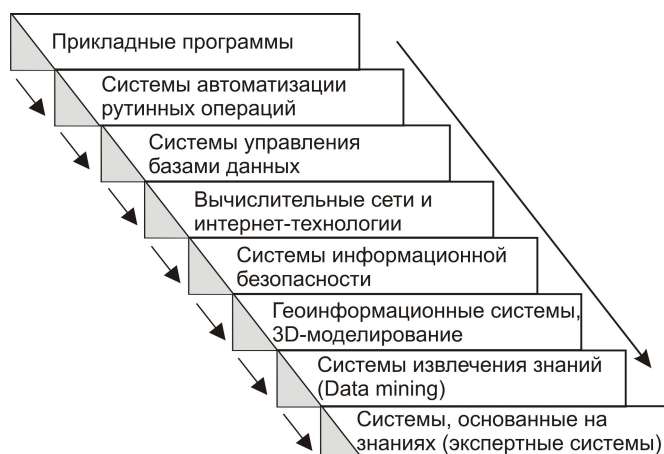 Прикладные программы
Системы автоматизации
рутинных операций
Системы управления
базами данных
Вычислительные сети и
интернет-технологии
Системы информационной
безопасности
Геоинформационные системы,
3D-моделирование
Системы извлечения знаний
(Data mining)
Системы, основанные на
знаниях (экспертные системы)